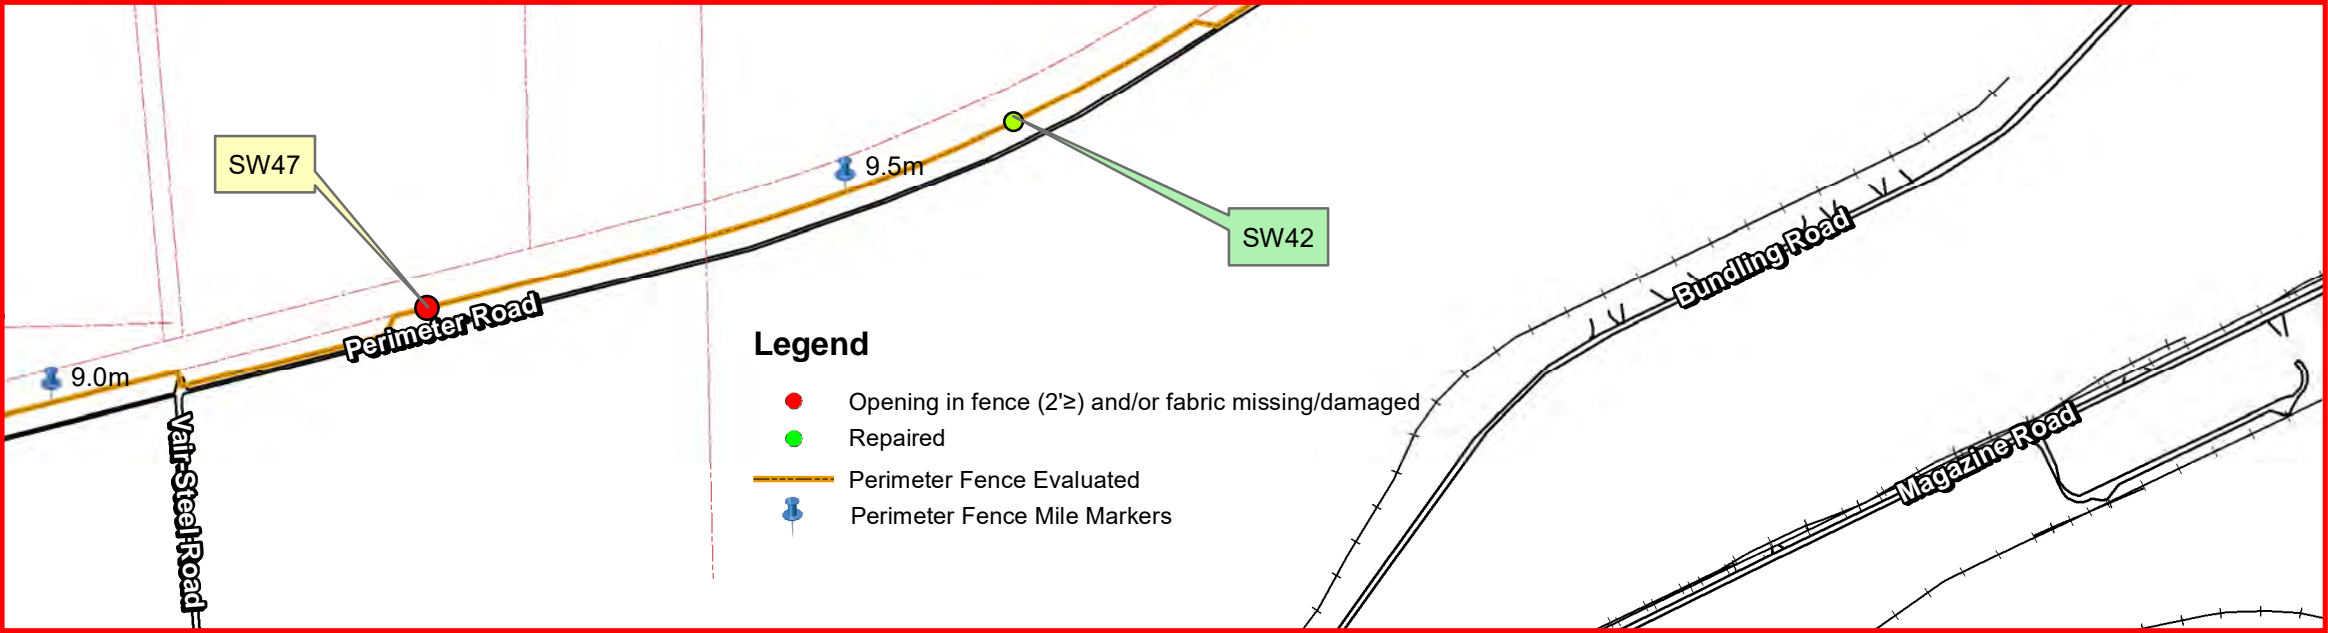 SW47
9.5m
SW42
Bundling Road
Perimeter Road
9.0m
Vair-Steel Road
Legend
Opening in fence (2'≥) and/or fabric missing/damaged
Repaired
Perimeter Fence Evaluated
Perimeter Fence Mile Markers
Magazine Road